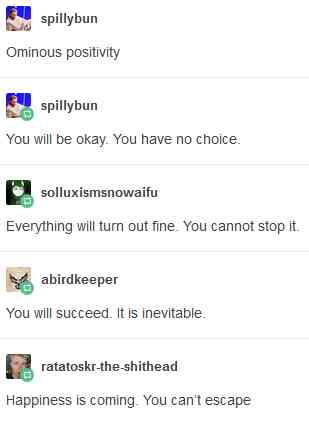 spillybun
Ominous positivity
spillybun
You will be okay. You have no choice.
solluxismsnowaifu
Everything will turn out fine. You cannot stop it.
abirdkeeper
You will succeed. It is inevitable.
ratatoskr-the-shithead
Happiness is coming. You can't escape